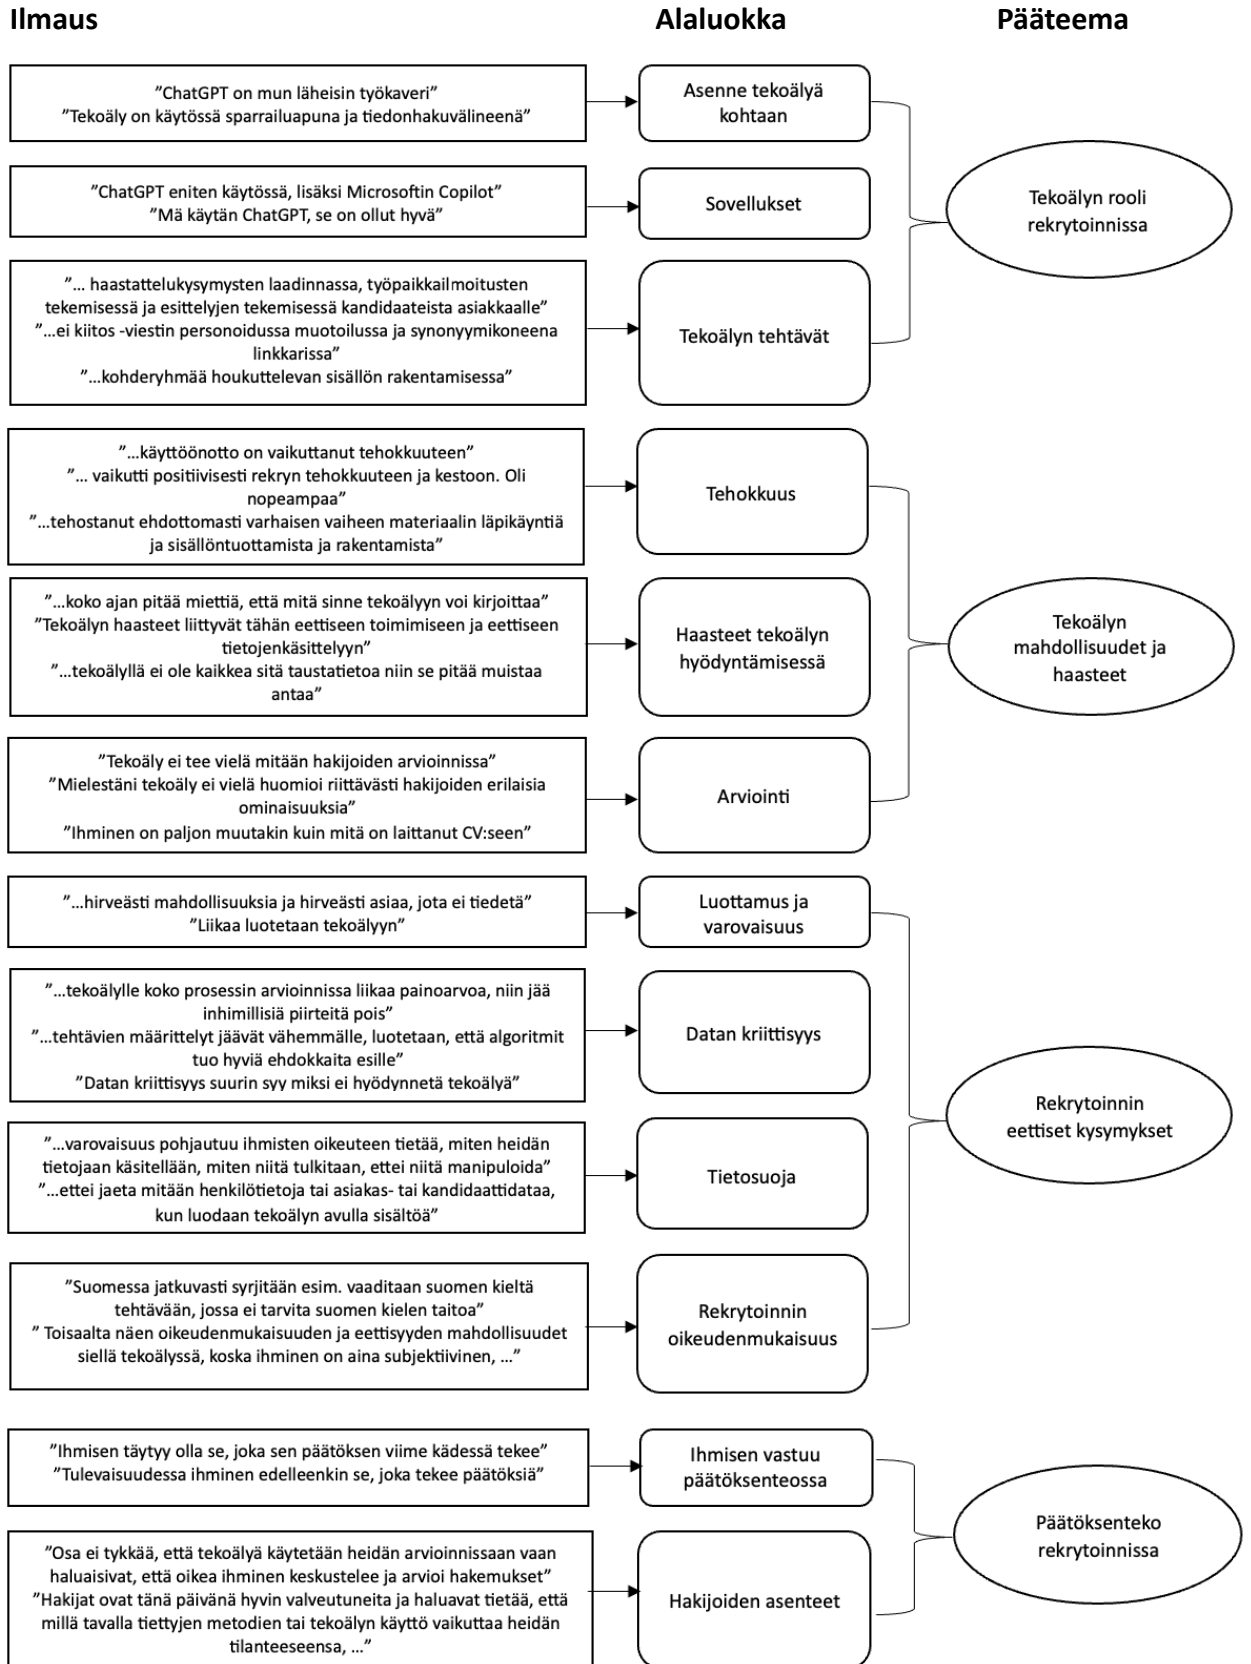 Ilmaus
Alaluokka
Pääteema
”ChatGPT on mun läheisin työkaveri”
”Tekoäly on käytössä sparrailuapuna ja tiedonhakuvälineenä”
Asenne tekoälyä
kohtaan
”ChatGPT eniten käytössä, lisäksi Microsoftin Copilot”
”Mä käytän ChatGPT, se on ollut hyvä”
Sovellukset
”... haastattelukysymysten laadinnassa, työpaikkailmoitusten
tekemisessä ja esittelyjen tekemisessä kandidaateista asiakkaalle”
”...ei kiitos -viestin personoidussa muotoilussa ja synonyymikoneena
linkkarissa”
”...kohderyhmää houkuttelevan sisällön rakentamisessa”
Tekoälyn tehtävät
Tekoälyn rooli
rekrytoinnissa
”...käyttöönotto on vaikuttanut tehokkuuteen”
”... vaikutti positiivisesti rekryn tehokkuuteen ja kestoon. Oli
nopeampaa”
”...tehostanut ehdottomasti varhaisen vaiheen materiaalin läpikäyntiä
ja sisällöntuottamista ja rakentamista”
Tehokkuus
”...koko ajan pitää miettiä, että mitä sinne tekoälyyn voi kirjoittaa”
”Tekoälyn haasteet liittyvät tähän eettiseen toimimiseen ja eettiseen
tietojenkäsittelyyn”
”...tekoälyllä ei ole kaikkea sitä taustatietoa niin se pitää muistaa
antaa”
Haasteet tekoälyn
hyödyntämisessä
”Tekoäly ei tee vielä mitään hakijoiden arvioinnissa”
”Mielestäni tekoäly ei vielä huomioi riittävästi hakijoiden erilaisia
ominaisuuksia”
”Ihminen on paljon muutakin kuin mitä on laittanut CV:seen”
Arviointi
Tekoälyn
mahdollisuudet ja
haasteet
”...hirveästi mahdollisuuksia ja hirveästi asiaa, jota ei tiedetä”
”Liikaa luotetaan tekoälyyn”
Luottamus ja
varovaisuus
”...tekoälylle koko prosessin arvioinnissa liikaa painoarvoa, niin jää
inhimillisiä piirteitä pois”
”...tehtävien määrittelyt jäävät vähemmälle, luotetaan, että algoritmit
tuo hyviä ehdokkaita esille”
”Datan kriittisyys suurin syy miksi ei hyödynnetä tekoälyä”
Datan kriittisyys
”...varovaisuus pohjautuu ihmisten oikeuteen tietää, miten heidän
tietojaan käsitellään, miten niitä tulkitaan, ettei niitä manipuloida”
”...ettei jaeta mitään henkilötietoja tai asiakas- tai kandidaattidataa,
kun luodaan tekoälyn avulla sisältöä”
Tietosuoja
”Suomessa jatkuvasti syrjitään esim. vaaditaan suomen kieltä
tehtävään, jossa ei tarvita suomen kielen taitoa”
” Toisaalta näen oikeudenmukaisuuden ja eettisyyden mahdollisuudet
siellä tekoälyssä, koska ihminen on aina subjektiivinen, ...”
Rekrytoinnin
oikeudenmukaisuus
Rekrytoinnin
eettiset kysymykset
”Ihmisen täytyy olla se, joka sen päätöksen viime kädessä tekee”
”Tulevaisuudessa ihminen edelleenkin se, joka tekee päätöksiä”
Ihmisen vastuu
päätöksenteossa
”Osa ei tykkää, että tekoälyä käytetään heidän arvioinnissaan vaan
haluaisivat, että oikea ihminen keskustelee ja arvioi hakemukset”
”Hakijat ovat tänä päivänä hyvin valveutuneita ja haluavat tietää, että
millä tavalla tiettyjen metodien tai tekoälyn käyttö vaikuttaa heidän
tilanteeseensa, ...”
Hakijoiden asenteet
Päätöksenteko
rekrytoinnissa